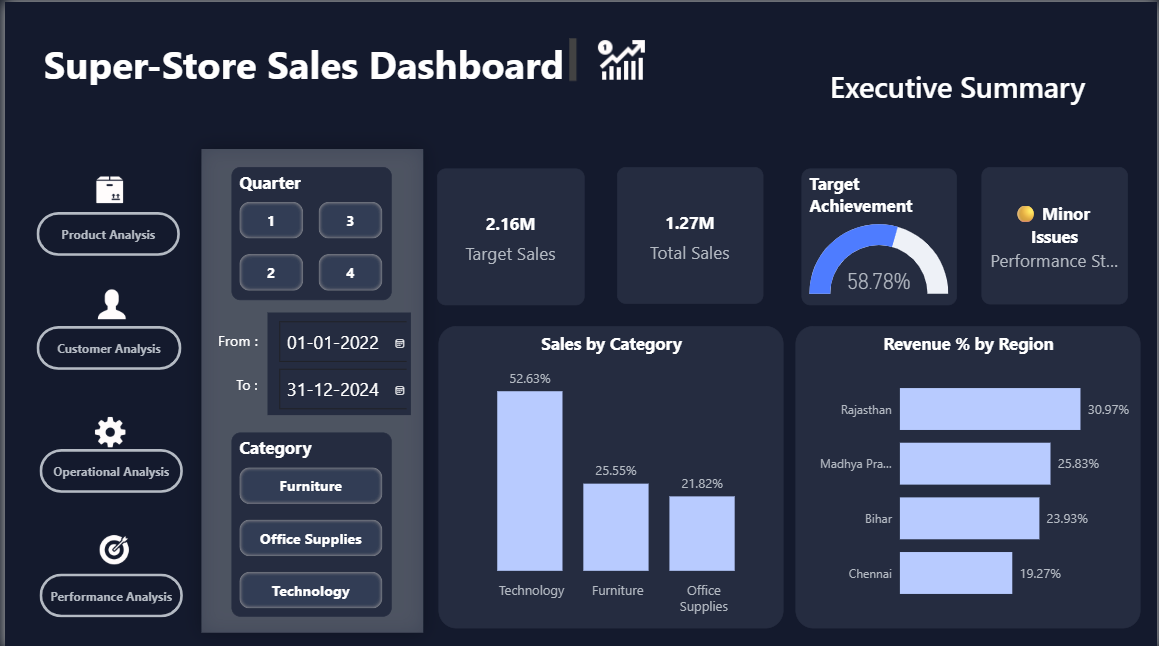 Super-Store Sales Dashboard
Executive Summary
Product Analysis
Customer Analysis
Operational Analysis
Performance Analysis
Quarter
1
3
2
4
From :
01-01-2022
To :
31-12-2024
Category
Furniture
Office Supplies
Technology
2.16M
Target Sales
1.27M
Total Sales
Target
Achievement
58.78%
Minor
Issues
Performance St...
Sales by Category
52.63%
25.55%
21.82%
Technology
Furniture
Office
Supplies
Revenue % by Region
Rajasthan
30.97%
Madhya Pra...
25.83%
Bihar
23.93%
Chennai
19.27%